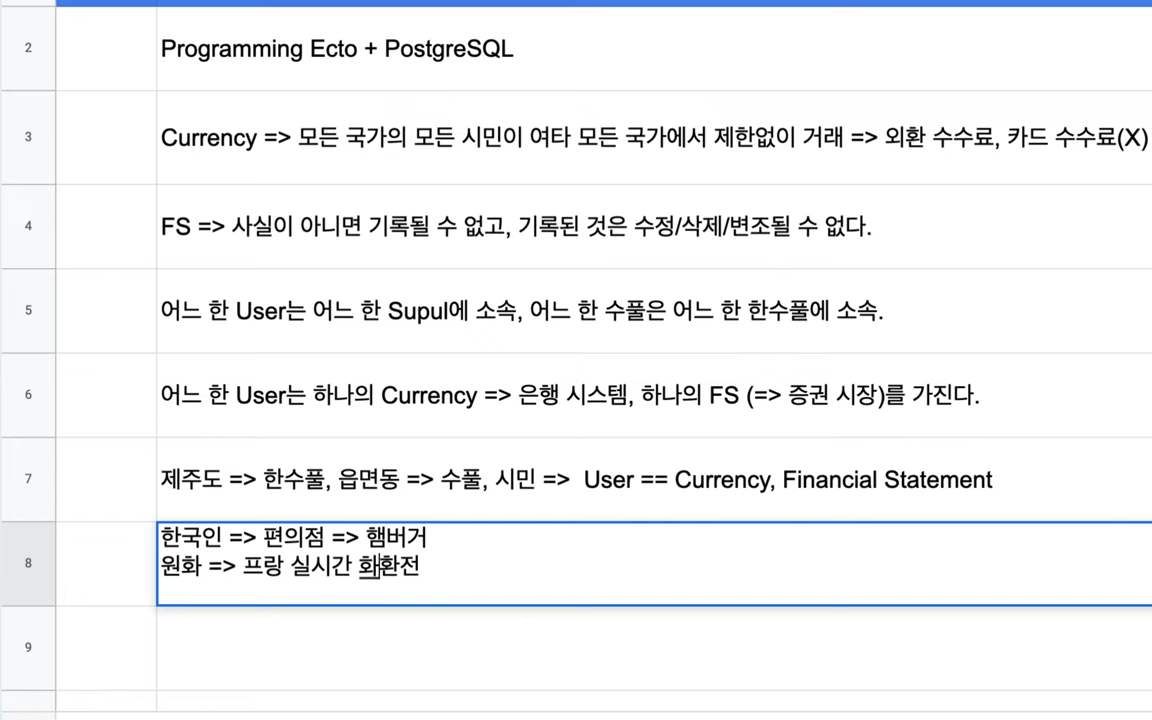 2
Programming Ecto + PostgreSQL
3
Currency => 모든 국가의 모든 시민이 여타 모든 국가에서 제한없이 거래 => 외환 수수료, 카드 수수료(X)
4
FS => 사실이 아니면 기록될 수 없고, 기록된 것은 수정/삭제/변조될 수 없다.
5
어느 한 User는 어느 한 Supul에 소속, 어느 한 수풀은 어느 한 한수풀에 소속.
6
어느 한 User는 하나의 Currency => 은행 시스템, 하나의 FS (=> 증권 시장)를 가진다.
7
제주도 => 한수풀, 읍면동 => 수풀, 시민 => User == Currency, Financial Statement
8
한국인 => 편의점 => 햄버거
원화 => 프랑 실시간 화환전
9